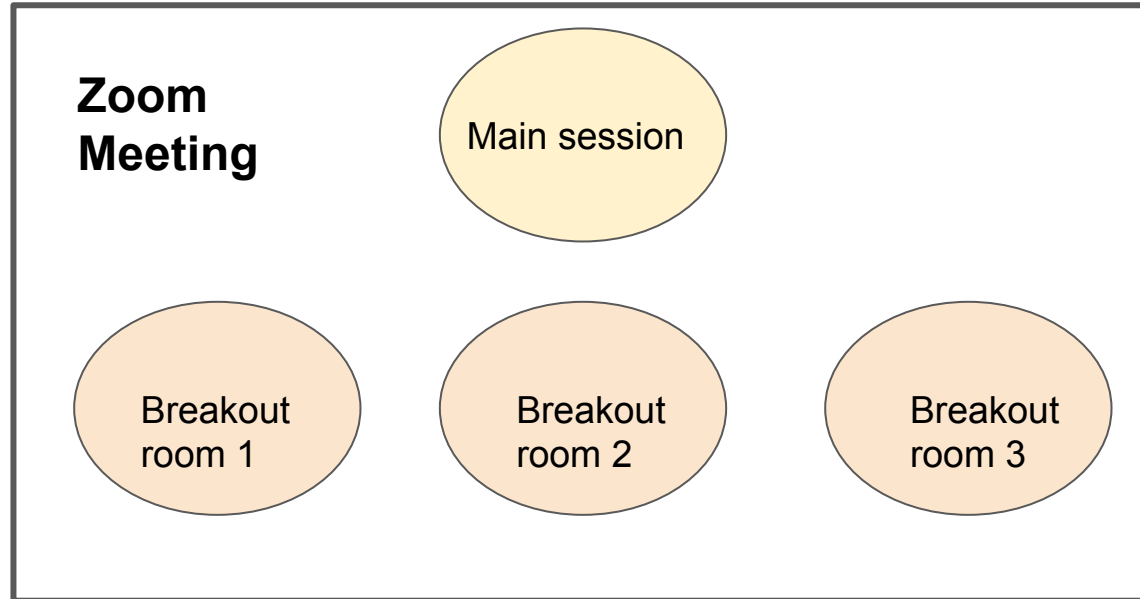 Zoom
Meeting
Main session
Breakout
room 1
Breakout
room 2
Breakout
room 3